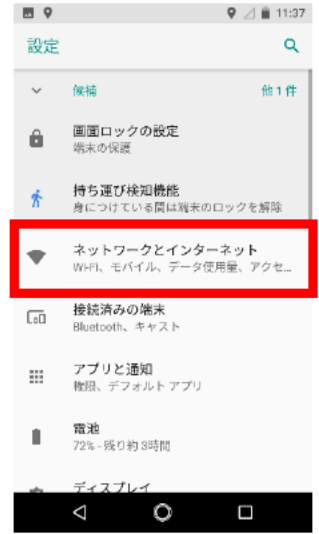 11:37
設定
候補 他1件
画面ロックの設定
端末の保護
持ち運び検知機能
身につけている間は端末のロックを解除
ネットワークとインターネット
Wi-Fi、モバイル、データ使用量、アクセ...
接続済みの端末
Bluetooth、キャスト
アプリと通知
権限、デフォルト アプリ
電池
72% - 残り約 3時間
ディスプレイ